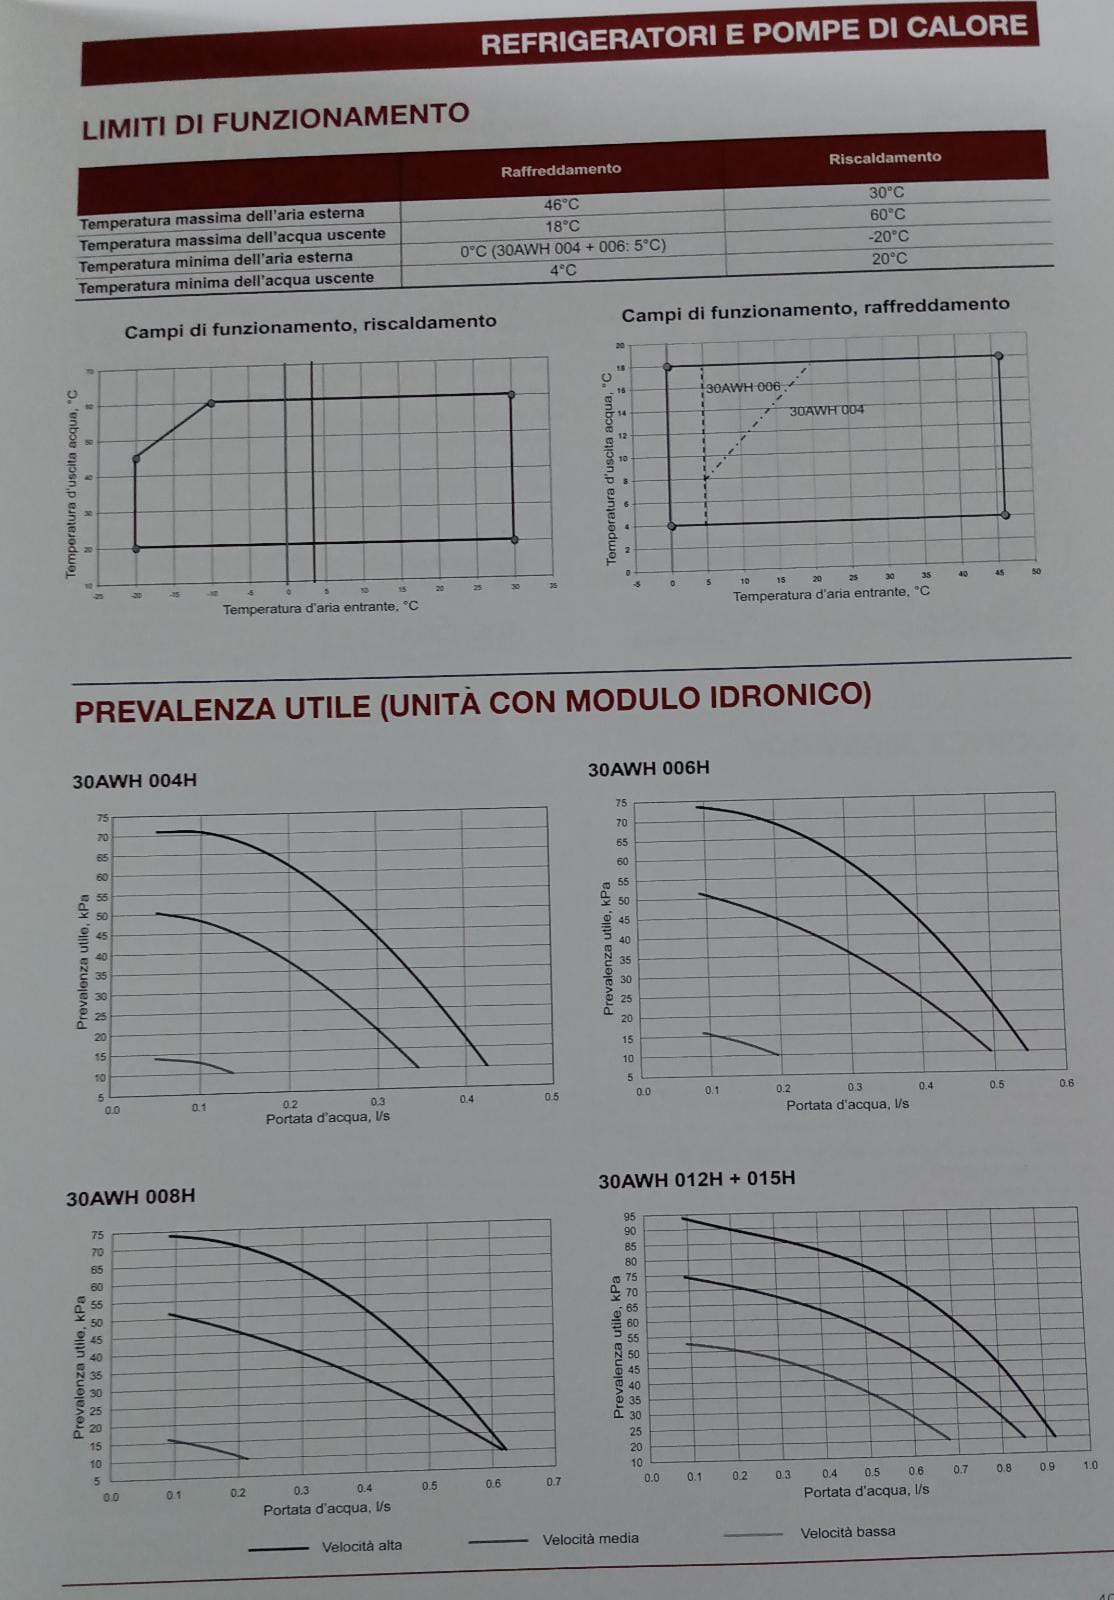 REFRIGERATORI E POMPE DI CALORE
LIMITI DI FUNZIONAMENTO
Raffreddamento Riscaldamento
Temperatura massima dell'aria esterna 46°C 30°C
Temperatura massima dell'acqua uscente 18°C 60°C
Temperatura minima dell'aria esterna 0°C (30AWH 004 + 006: 5°C) -20°C
Temperatura minima dell'acqua uscente 4°C 20°C
Campi di funzionamento, riscaldamento
Temperatura d'uscita acqua, °C
70
60
50
40
30
20
10
-25 -20 -15 -10 -5 0 5 10 15 20 25 30 35
Temperatura d'aria entrante, °C
Campi di funzionamento, raffreddamento
Temperatura d'uscita acqua, °C
20
18
16
14
12
10
8
6
4
2
0
30AWH 006
30AWH 004
-5 0 5 10 15 20 25 30 35 40 45 50
Temperatura d'aria entrante, °C
PREVALENZA UTILE (UNITÀ CON MODULO IDRONICO)
30AWH 004H
Prevalenza utile, kPa
75
70
65
60
55
50
45
40
35
30
25
20
15
10
5
0.0 0.1 0.2 0.3 0.4 0.5
Portata d'acqua, l/s
30AWH 006H
Prevalenza utile, kPa
75
70
65
60
55
50
45
40
35
30
25
20
15
10
5
0.0 0.1 0.2 0.3 0.4 0.5 0.6
Portata d'acqua, l/s
30AWH 008H
Prevalenza utile, kPa
75
70
65
60
55
50
45
40
35
30
25
20
15
10
5
0.0 0.1 0.2 0.3 0.4 0.5 0.6 0.7
Portata d'acqua, l/s
30AWH 012H + 015H
Prevalenza utile, kPa
95
90
85
80
75
70
65
60
55
50
45
40
35
30
25
20
10
0.0 0.1 0.2 0.3 0.4 0.5 0.6 0.7 0.8 0.9 1.0
Portata d'acqua, l/s
Velocità alta Velocità media Velocità bassa